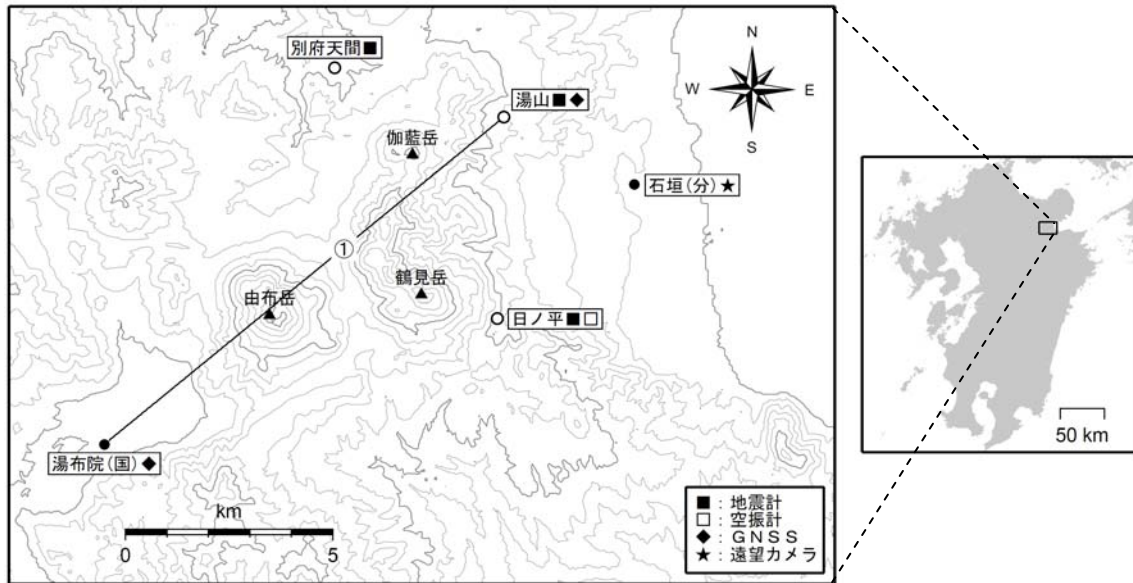 別府天間■
湯山■◆
伽藍岳
N
W
E
S
石垣(分)★
①
鶴見岳
由布岳
日ノ平■□
湯布院(国)◆
km
0
5
■：地震計
□：空振計
◆：GNSS
★：遠望カメラ
50 km